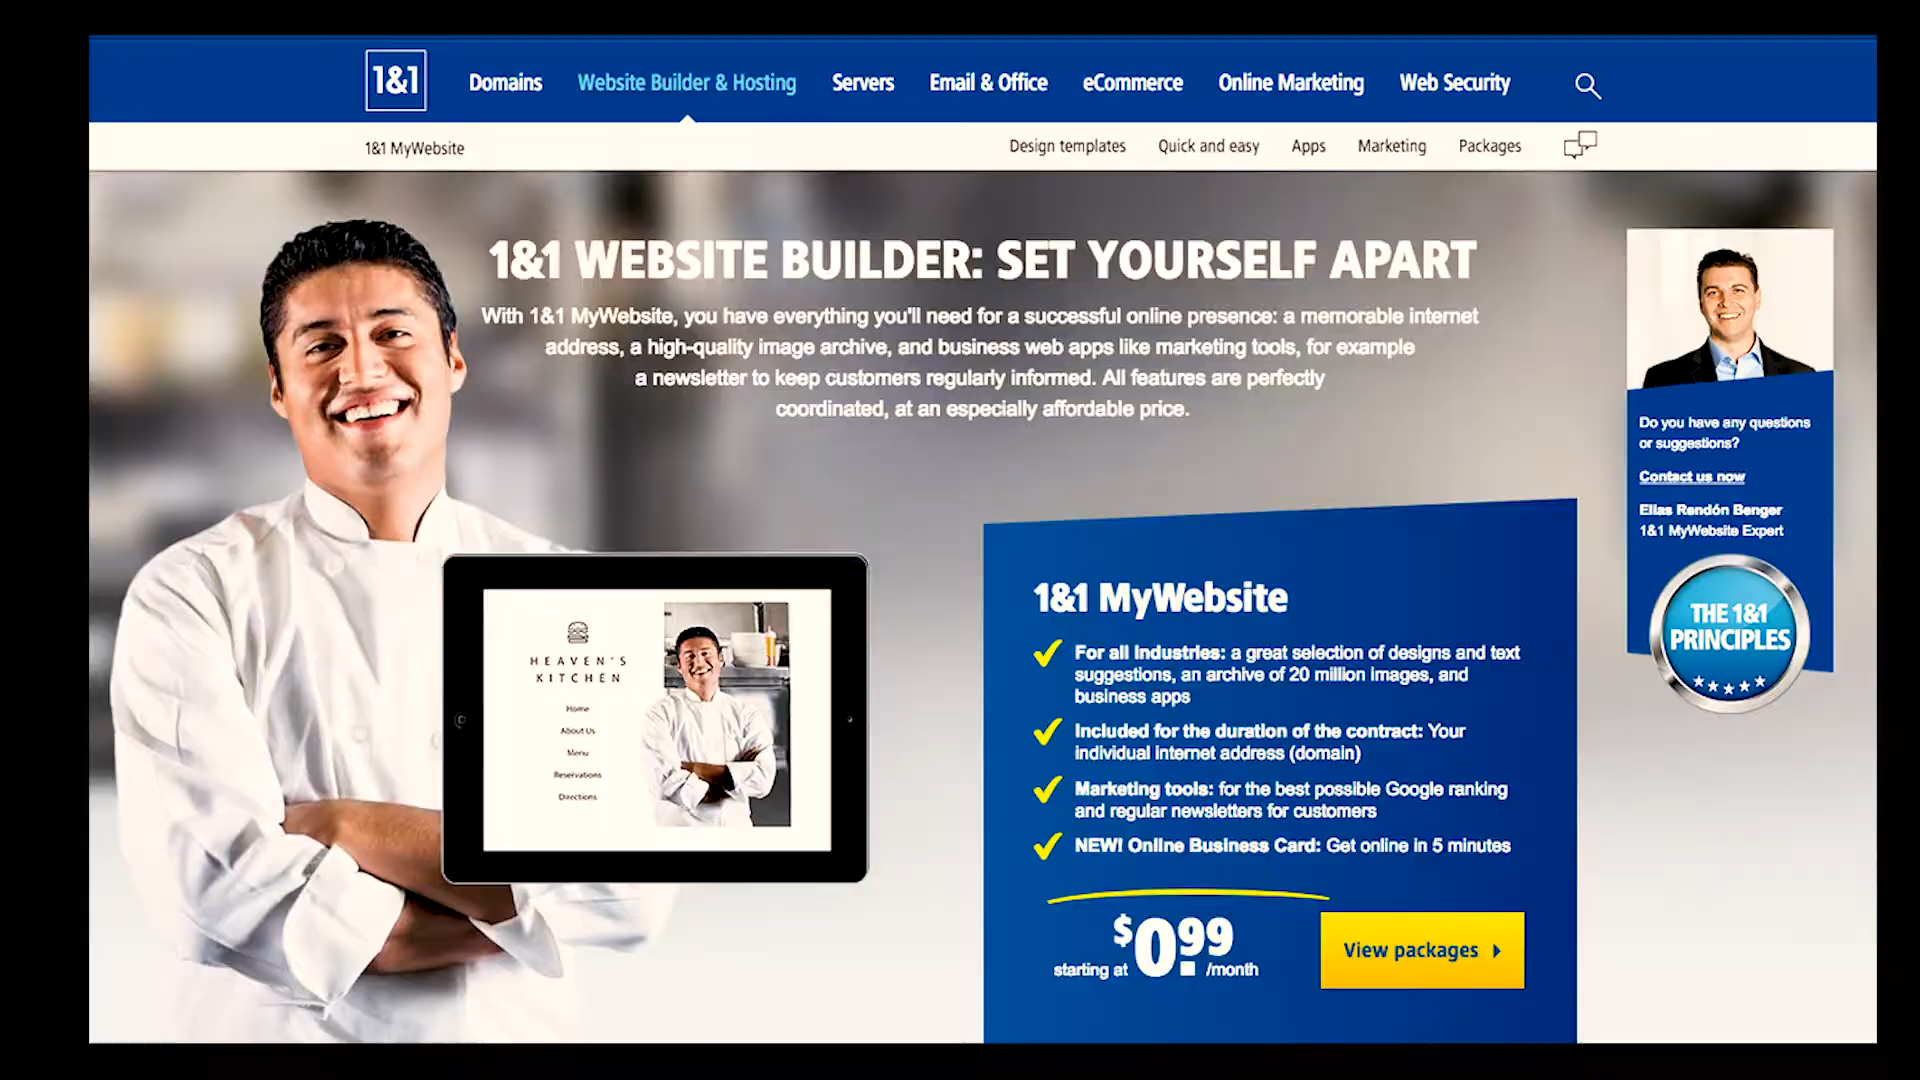 1&1
Domains
Website Builder & Hosting
Servers
Email & Office
eCommerce
Online Marketing
Web Security
1&1 MyWebsite
Design templates
Quick and easy
Apps
Marketing
Packages
1&1 WEBSITE BUILDER: SET YOURSELF APART
With 1&1 MyWebsite, you have everything you'll need for a successful online presence: a memorable internet
address, a high-quality image archive, and business web apps like marketing tools, for example
a newsletter to keep customers regularly informed. All features are perfectly
coordinated, at an especially affordable price.
Do you have any questions
or suggestions?
Contact us now
Elias Rendón Benger
1&1 MyWebsite Expert
THE 1&1
PRINCIPLES
HEAVEN'S
KITCHEN
Home
About Us
Menu
Reservations
Directions
1&1 MyWebsite
For all industries: a great selection of designs and text
suggestions, an archive of 20 million images, and
business apps
Included for the duration of the contract: Your
individual internet address (domain)
Marketing tools: for the best possible Google ranking
and regular newsletters for customers
NEW! Online Business Card: Get online in 5 minutes
starting at $0.99 /month
View packages